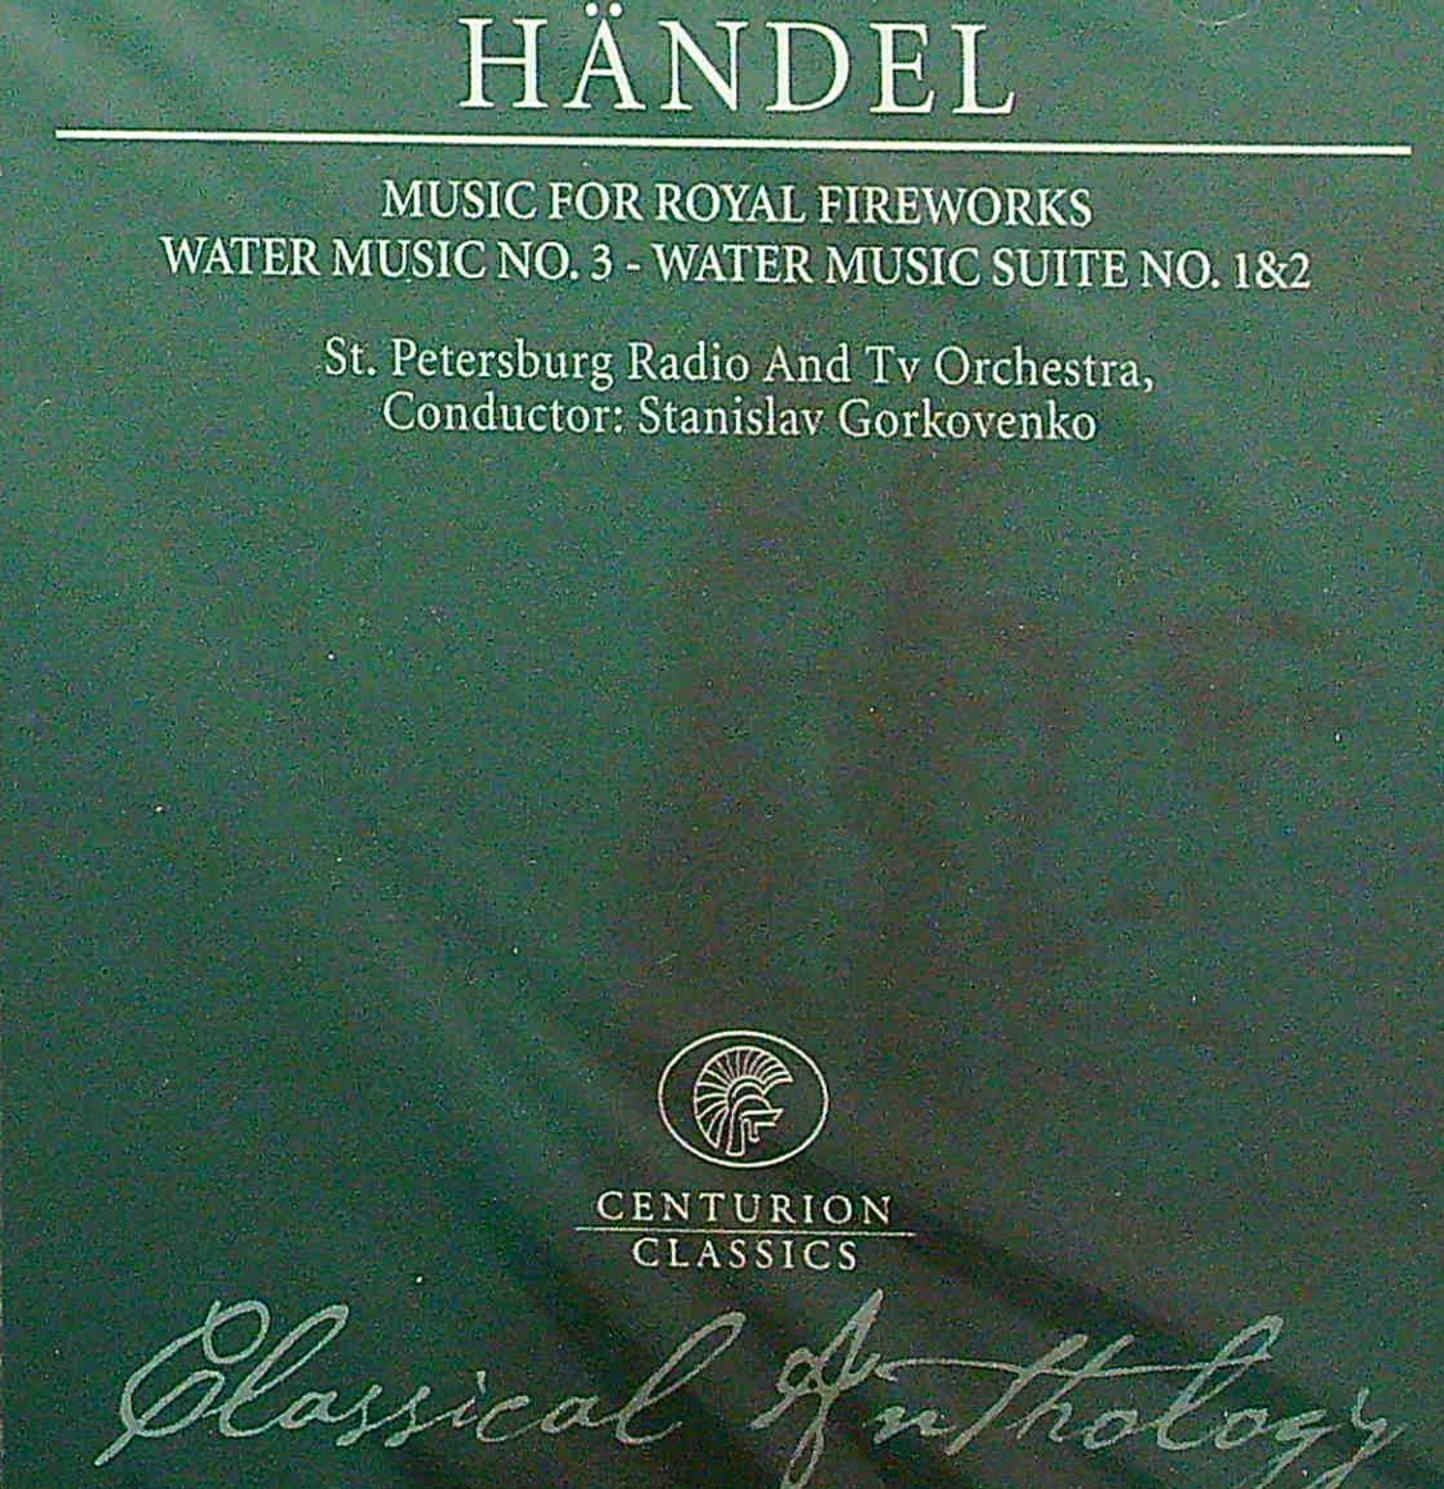 HÄNDEL
MUSIC FOR ROYAL FIREWORKS
WATER MUSIC NO. 3 - WATER MUSIC SUITE NO. 1&2
St. Petersburg Radio And Tv Orchestra,
Conductor: Stanislav Gorkovenko
CENTURION
CLASSICS
Classical Anthology